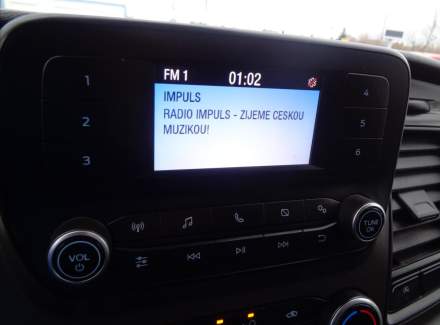 FM 1 01:02
IMPULS
RADIO IMPULS - ZIJEME CESKOU
MUZIKOU!
1
2
3
4
5
6
VOL
TUNE
OK